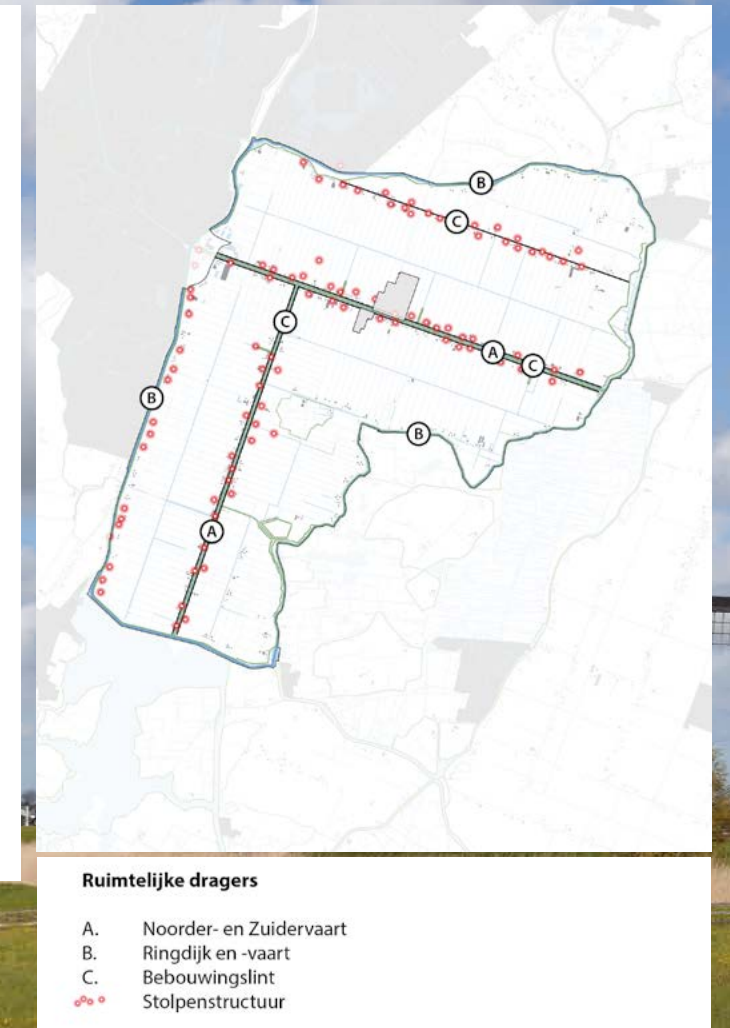 B
C
C
A
C
B
B
A
Ruimtelijke dragers
A. Noorder- en Zuidervaart
B. Ringdijk en -vaart
C. Bebouwingslint
Stolpenstructuur